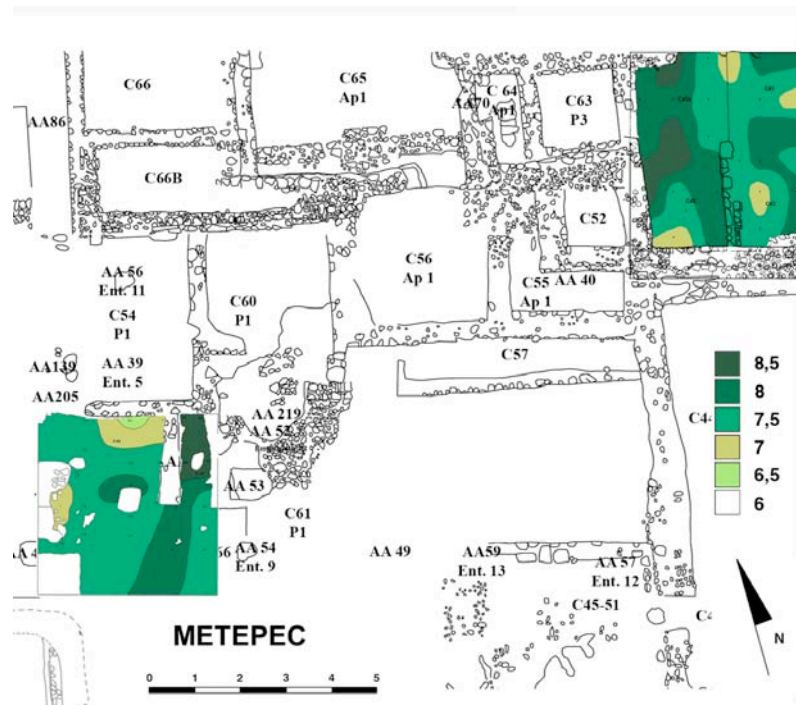 C66
C65
Ap1
C 64
Ap1
AA70
C63
P3
AA86
C66B
C52
C56
Ap 1
AA 56
Ent. 11
C60
P1
C55
Ap 1
AA 40
C54
P1
C57
AA139
AA 39
Ent. 5
AA205
AA 219
AA 52
AA 53
C61
P1
AA 54
Ent. 9
AA 49
AA59
Ent. 13
AA 57
Ent. 12
C45-51
8,5
8
7,5
7
6,5
6
METEPEC
0 1 2 3 4 5
N